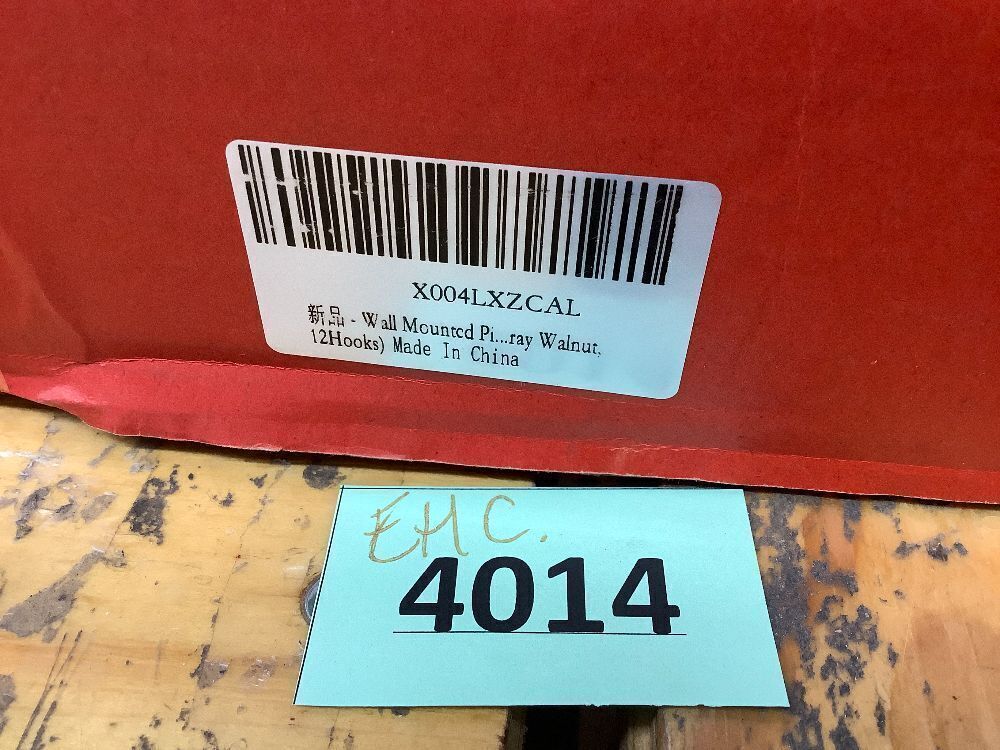 X004LXZCAL
新品 - Wall Mounted Pi...ray Walnut,
12Hooks) Made In China
EHC.
4014